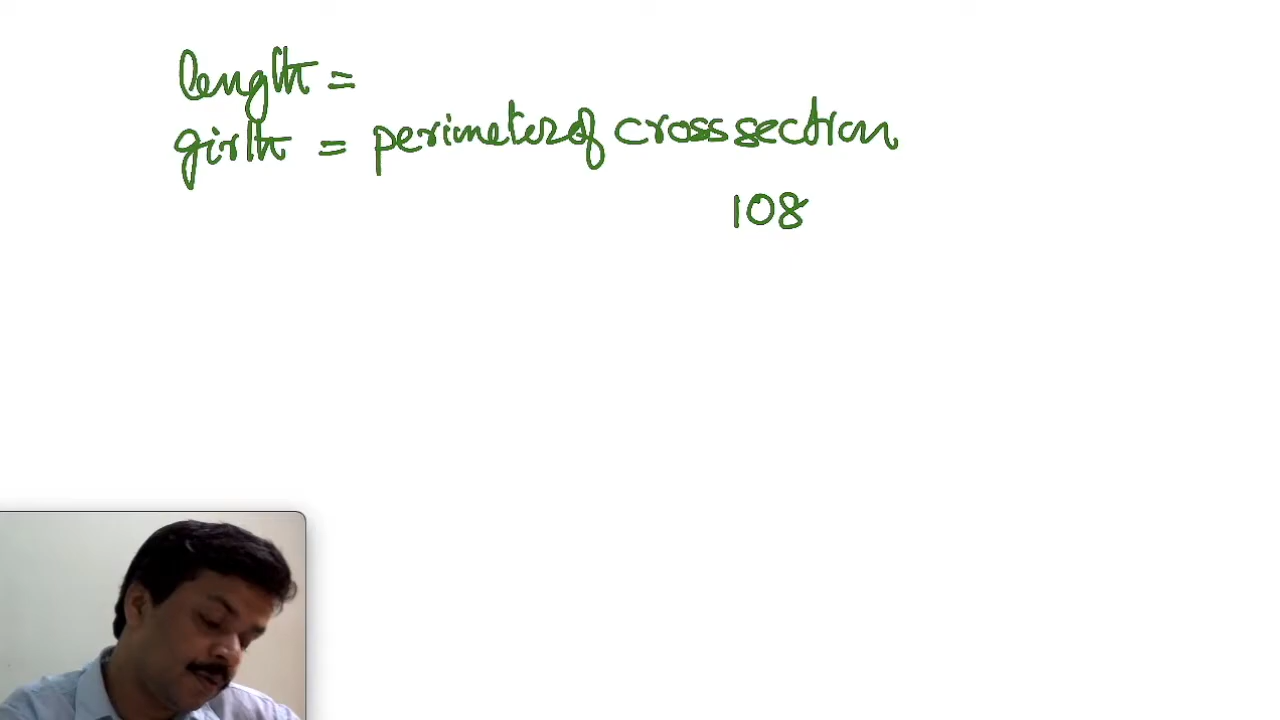 length =
girth = perimeter of cross section
108